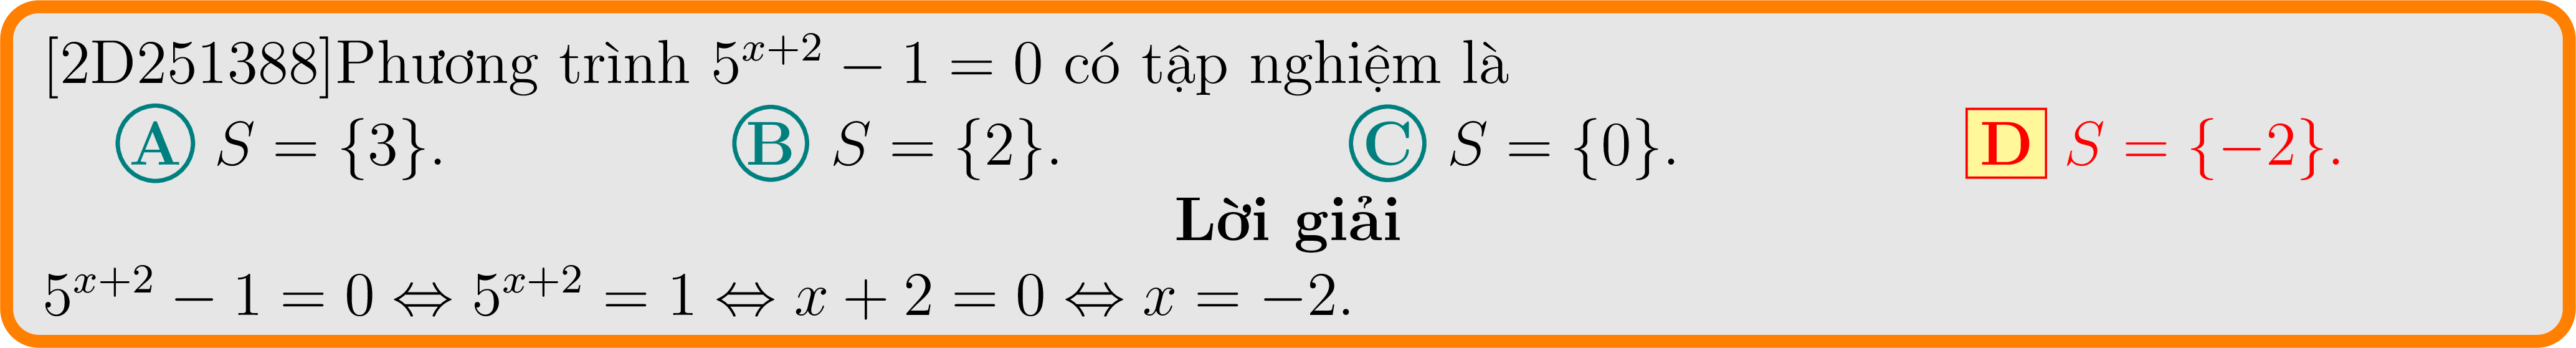 [2D251388]Phương trình $5^{x+2} - 1 = 0$ có tập nghiệm là
A $S = \{3\}$. B $S = \{2\}$. C $S = \{0\}$. D $S = \{-2\}$.
Lời giải
$5^{x+2} - 1 = 0 \Leftrightarrow 5^{x+2} = 1 \Leftrightarrow x + 2 = 0 \Leftrightarrow x = -2.$